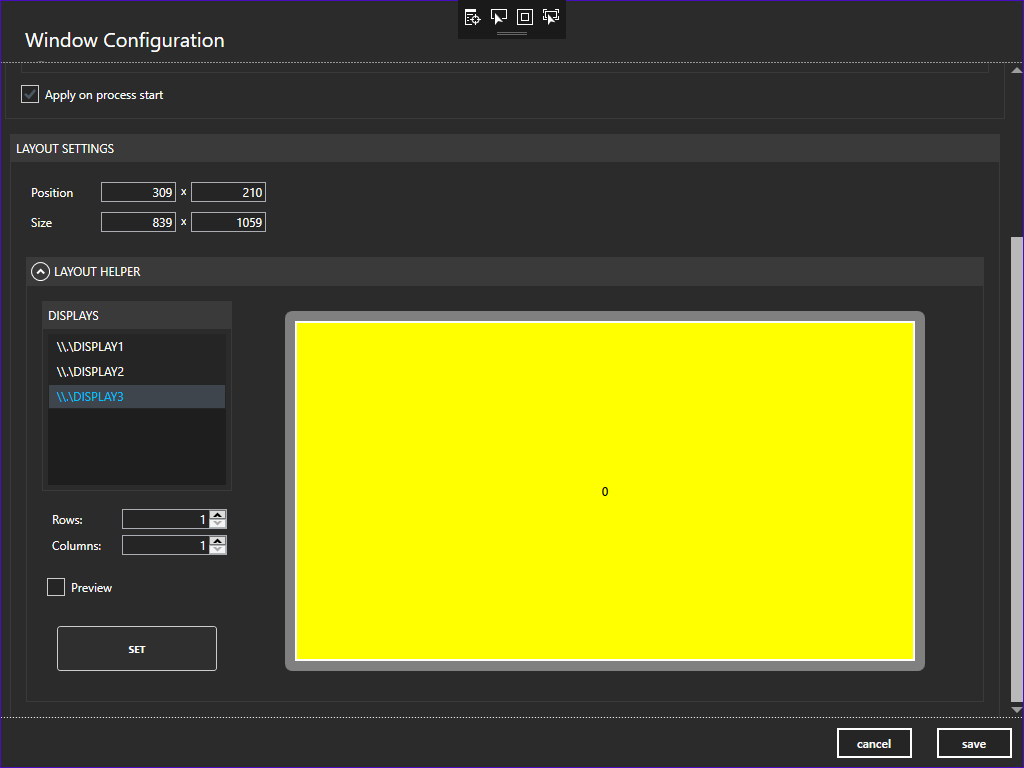 Window Configuration
Apply on process start
LAYOUT SETTINGS
Position 309 x 210
Size 839 x 1059
LAYOUT HELPER
DISPLAYS
\\.\DISPLAY1
\\.\DISPLAY2
\\.\DISPLAY3
0
Rows: 1
Columns: 1
Preview
SET
cancel save